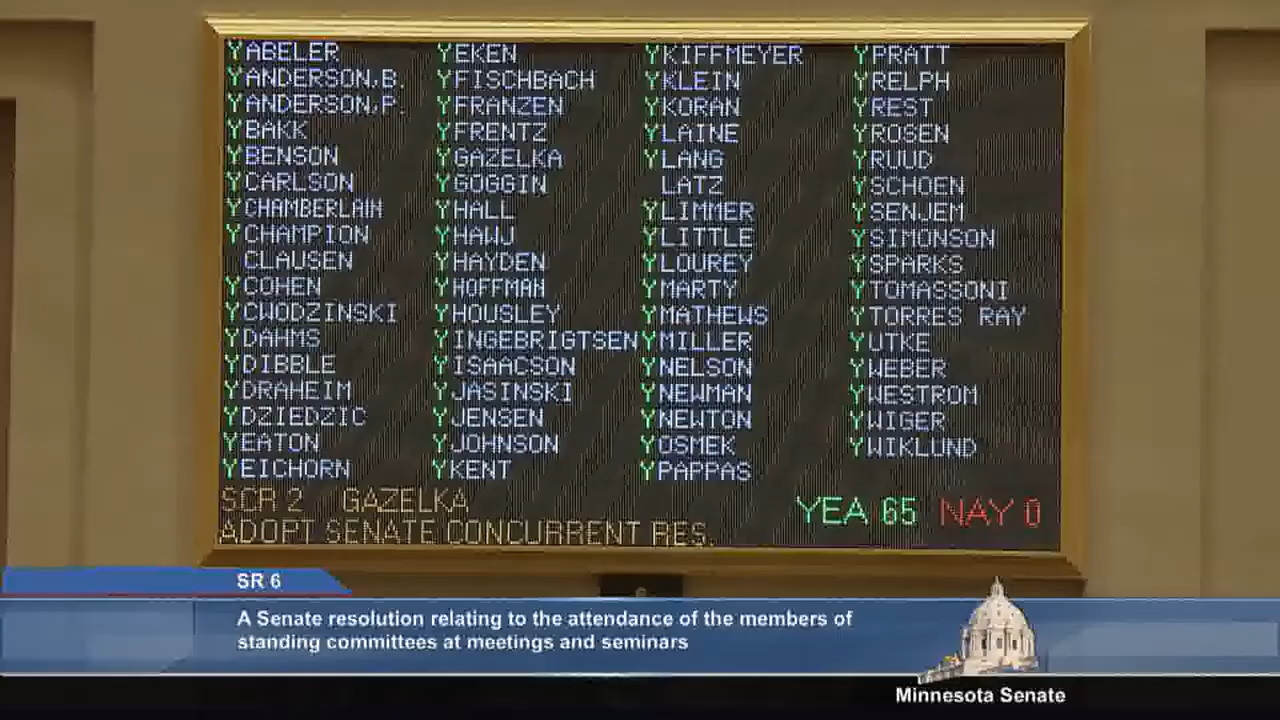 YABELER YEKEN YKIFFMEYER YPRATT
YANDERSON,B. YFISCHBACH YKLEIN YRELPH
YANDERSON,P. YFRANZEN YKORAN YREST
YBAKK YFRENTZ YLAINE YROSEN
YBENSON YGAZELKA YLANG YRUUD
YCARLSON YGOGGIN LATZ YSCHOEN
YCHAMBERLAIN YHALL YLIMMER YSENJEM
YCHAMPION YHAWJ YLITTLE YSIMONSON
CLAUSEN YHAYDEN YLOUREY YSPARKS
YCOHEN YHOFFMAN YMARTY YTOMASSONI
YCWODZINSKI YHOUSLEY YMATHEWS YTORRES RAY
YDAHMS YINGEBRIGTSEN YMILLER YUTKE
YDIBBLE YISAACSON YNELSON YWEBER
YDRAHEIM YJASINSKI YNEWMAN YWESTROM
YDZIEDZIC YJENSEN YNEWTON YWIGER
YEATON YJOHNSON YOSMEK YWIKLUND
YEICHORN YKENT YPAPPAS
SCR 2 GAZELKA YEA 65 NAY 0
ADOPT SENATE CONCURRENT RES.
SR 6
A Senate resolution relating to the attendance of the members of
standing committees at meetings and seminars
Minnesota Senate